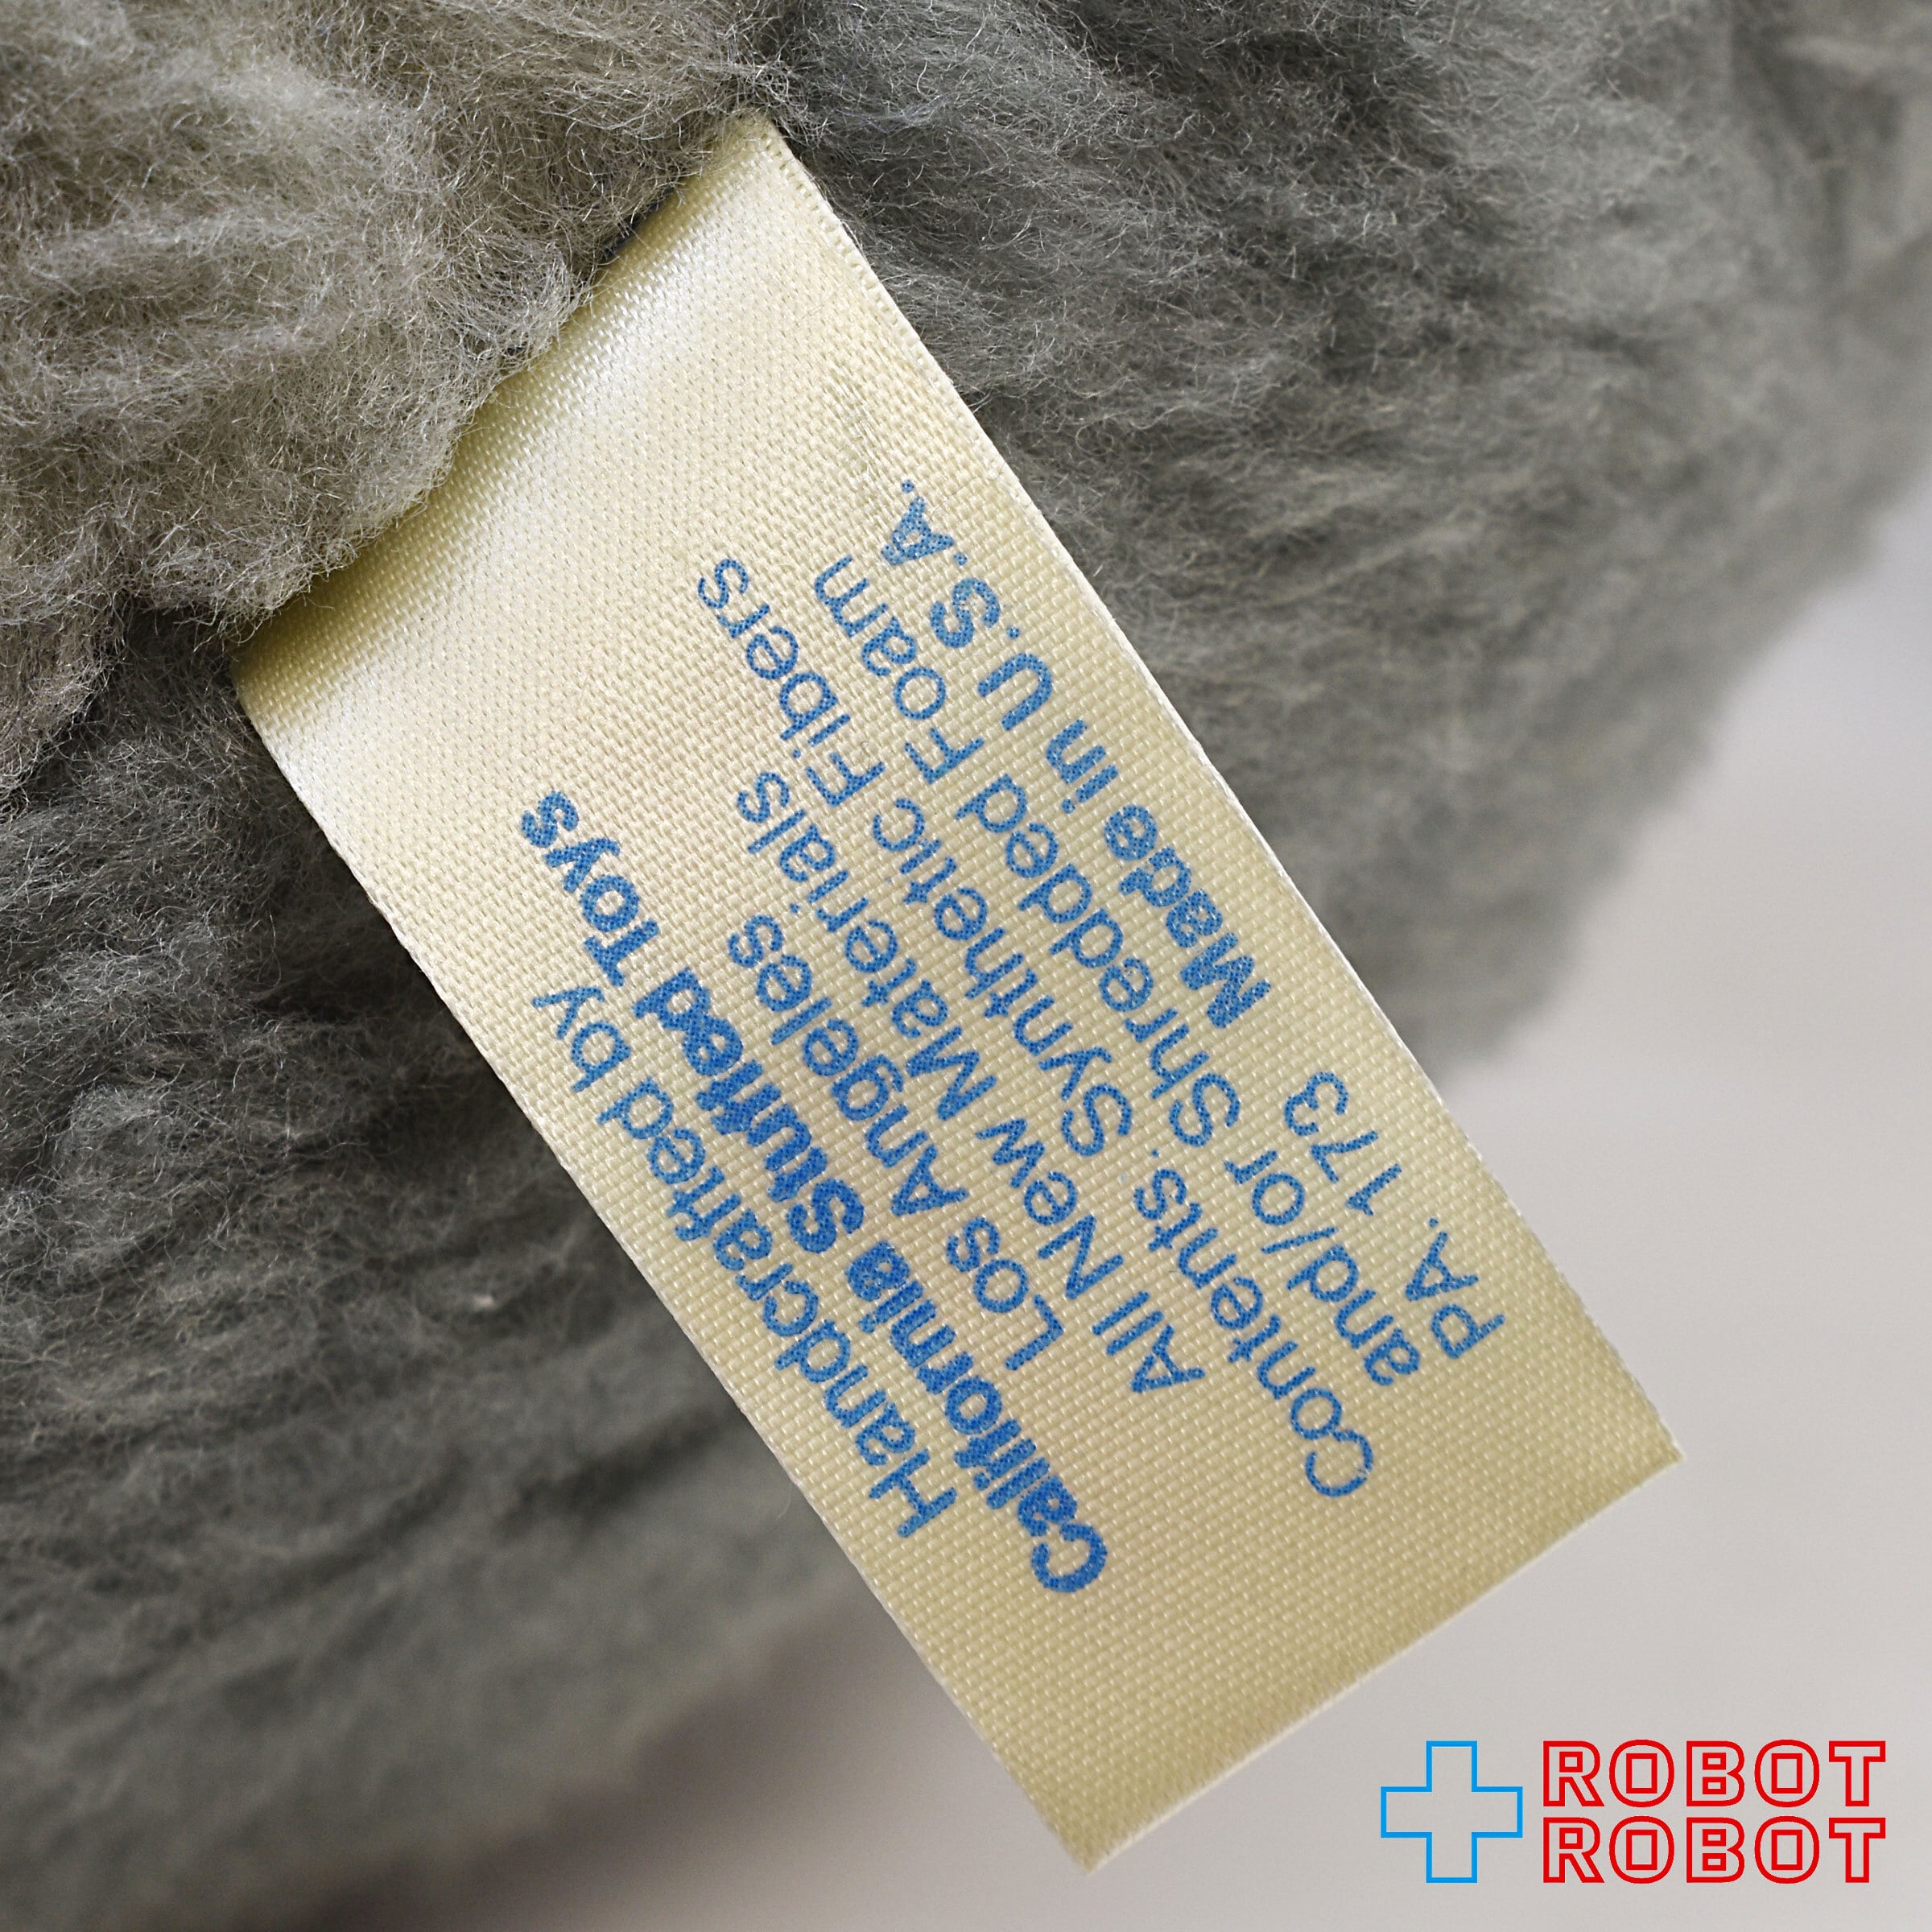 Handcrafted by
California Stuffed Toys
Los Angeles
All New Materials
Contents. Synthetic Fibers
and/or Shredded Foam
PA. 173 Made in U.S.A.
ROBOT
ROBOT